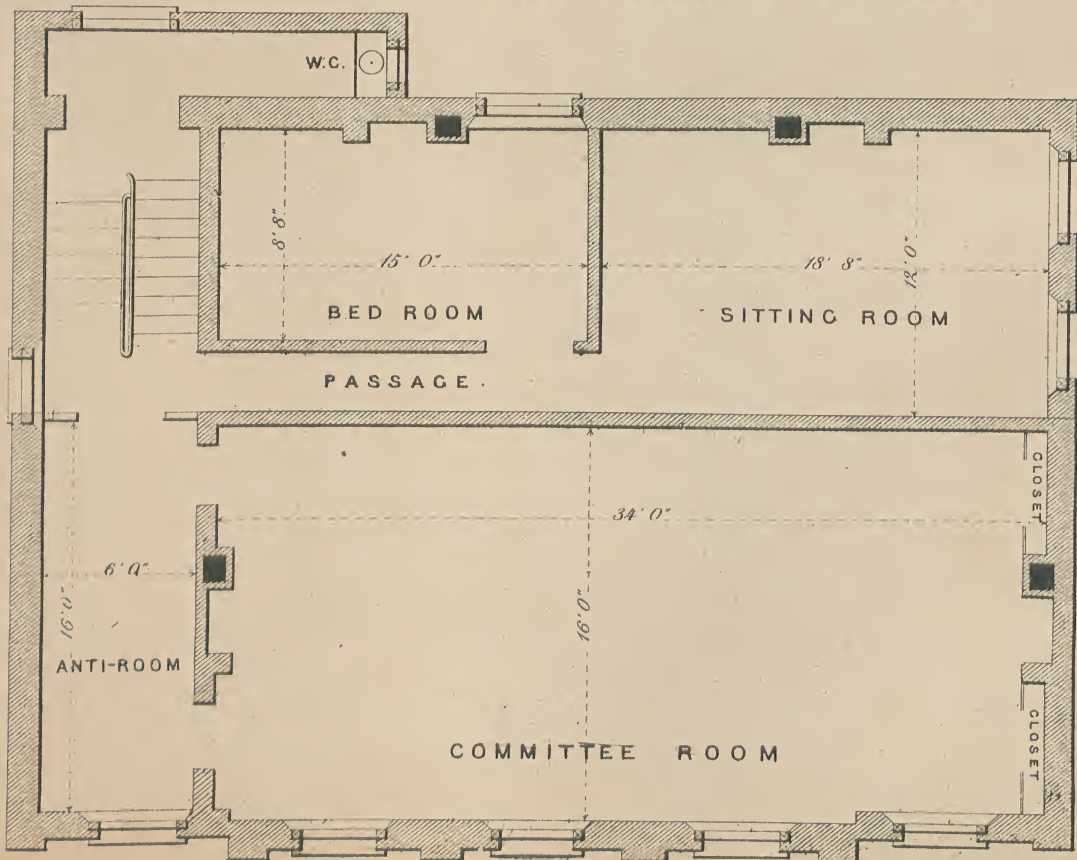 W.C.
8' 8"
15' 0"
BED ROOM
18' 8"
12' 0"
SITTING ROOM
PASSAGE.
CLOSET
34' 0"
6' 0"
16' 0"
16' 0"
ANTI-ROOM
COMMITTEE ROOM
CLOSET